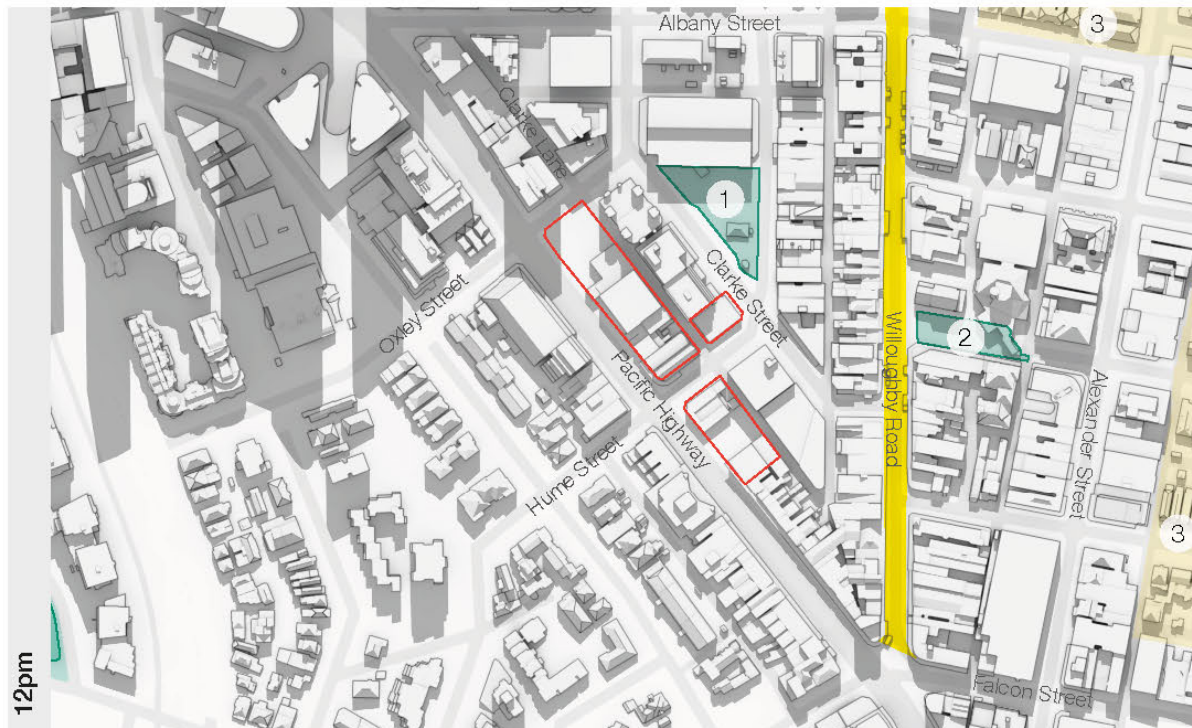 Albany Street
3
Clarke Lane
1
Clarke Street
Oxley Street
Willoughby Road
2
Pacific Highway
Alexander Street
Hume Street
3
12pm
Falcon Street